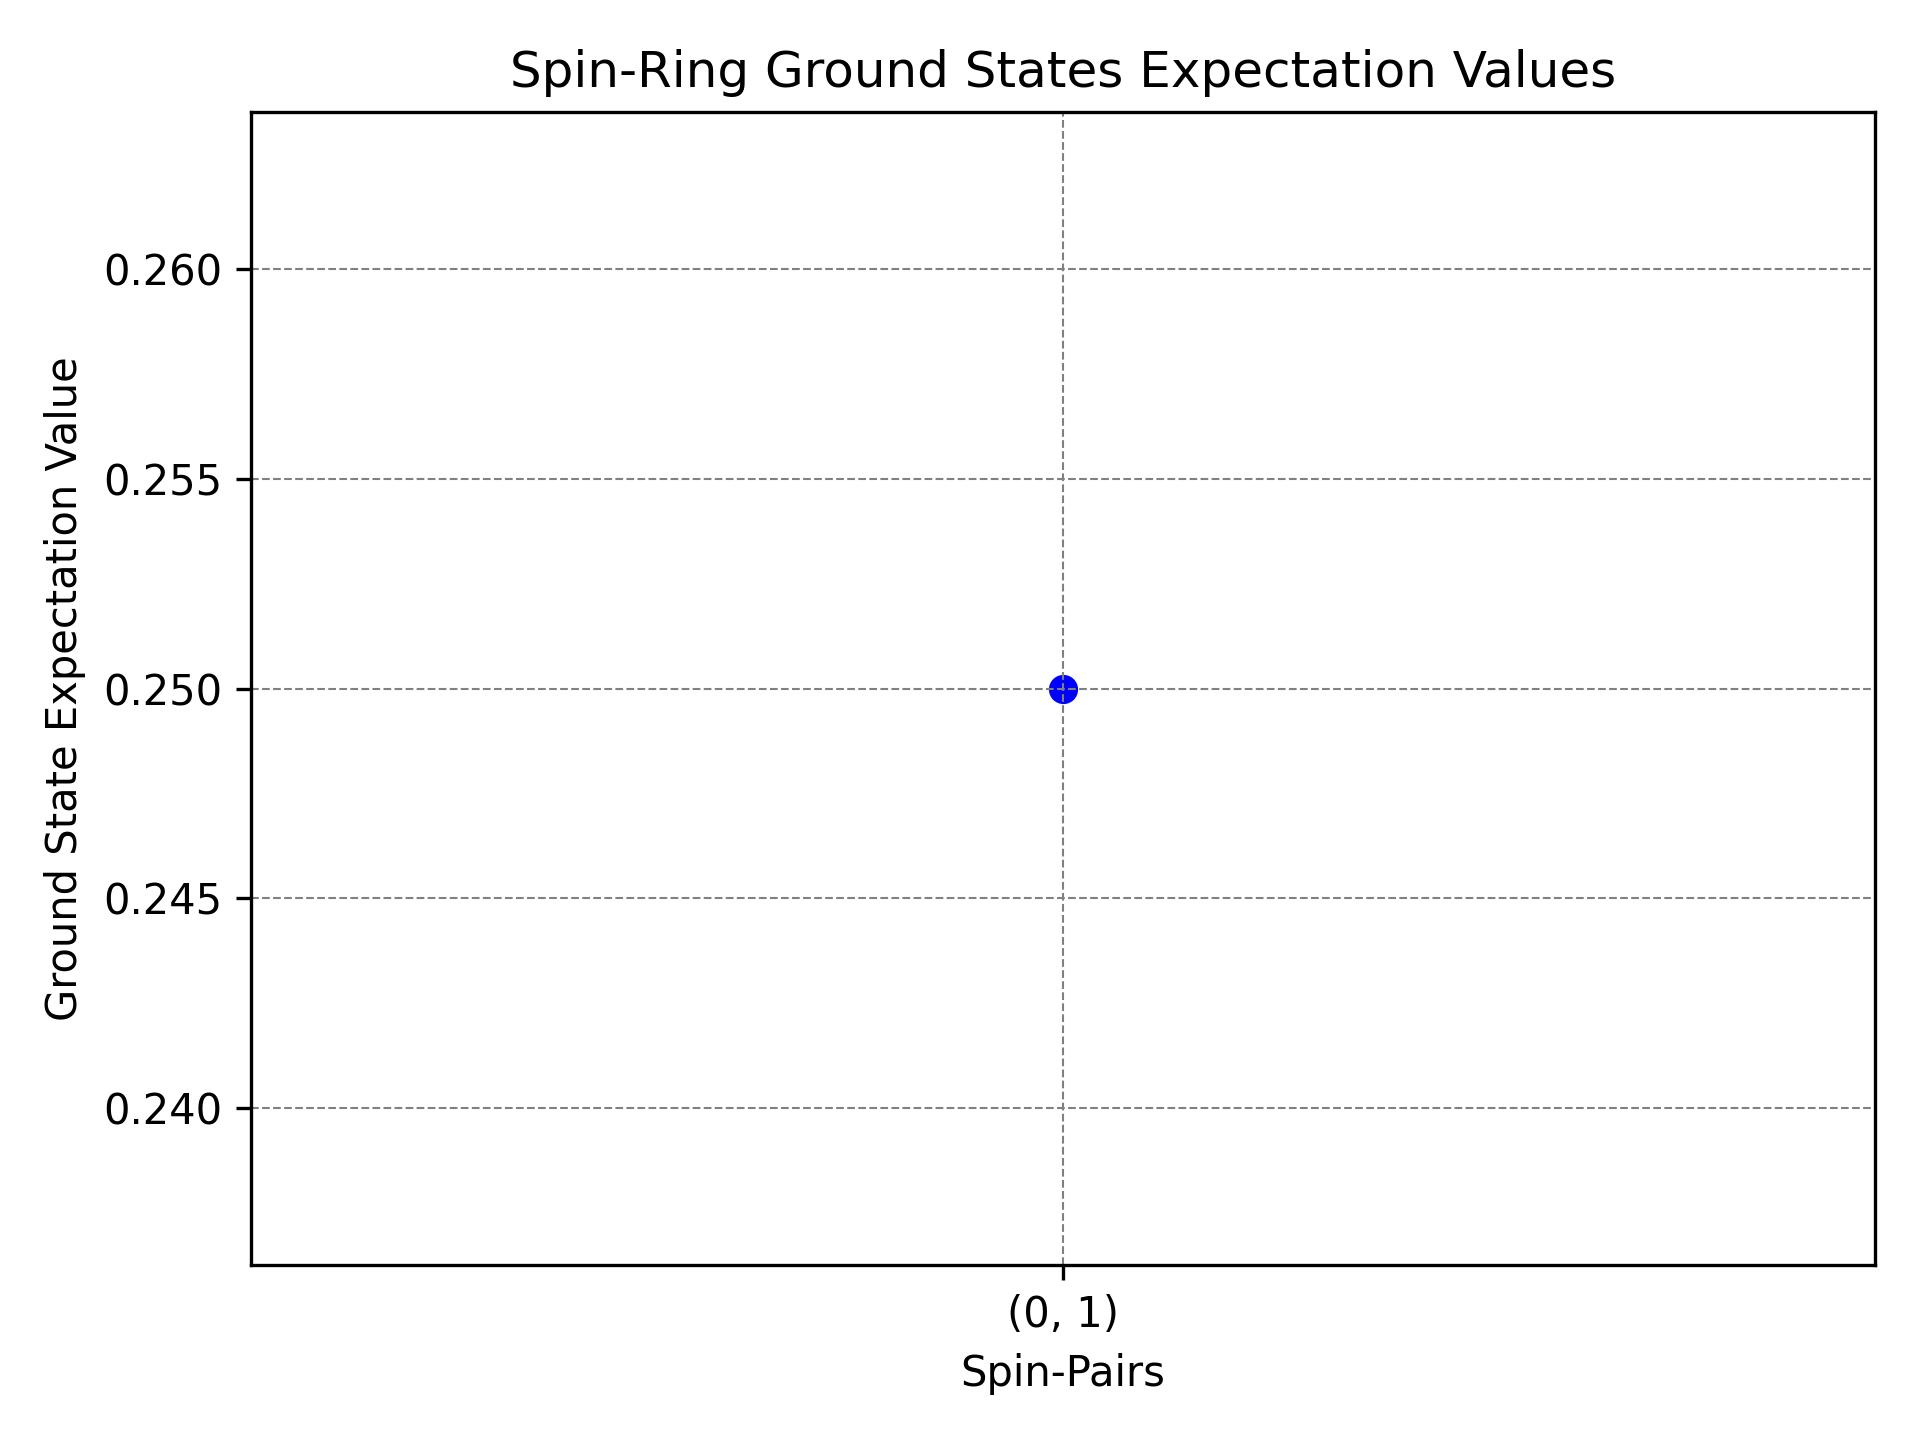 Spin-Ring Ground States Expectation Values
Ground State Expectation Value
0.260
0.255
0.250
0.245
0.240
(0, 1)
Spin-Pairs